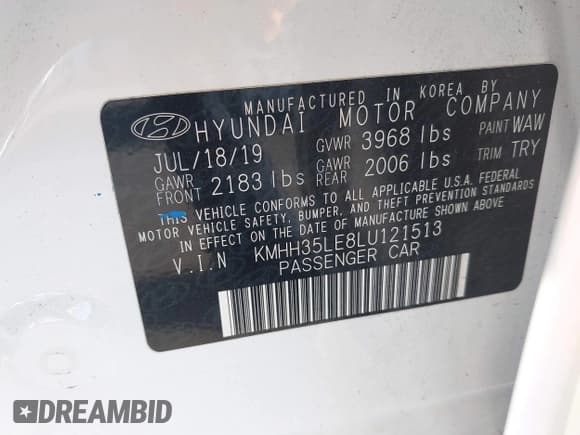 MANUFACTURED IN KOREA BY
HYUNDAI MOTOR COMPANY
JUL/18/19 GVWR 3968 lbs PAINT WAW
GAWR FRONT 2183 lbs GAWR REAR 2006 lbs TRIM TRY
THIS VEHICLE CONFORMS TO ALL APPLICABLE U.S.A. FEDERAL
MOTOR VEHICLE SAFETY, BUMPER, AND THEFT PREVENTION STANDARDS
IN EFFECT ON THE DATE OF MANUFACTURE SHOWN ABOVE.
V.I.N KMHH35LE8LU121513
PASSENGER CAR
DREAMBID